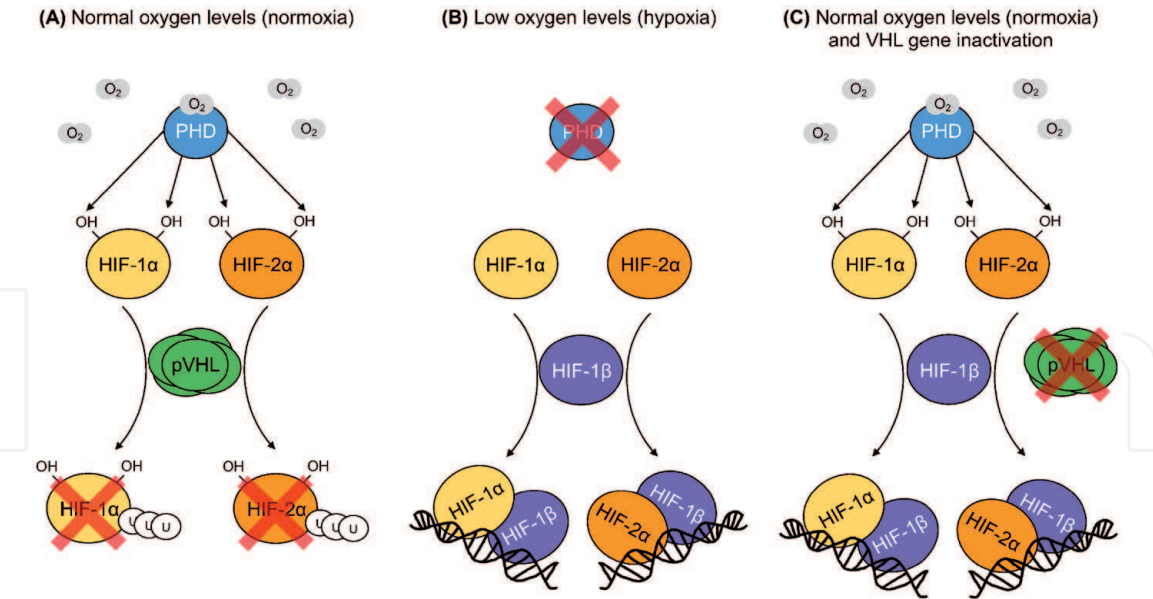 (A) Normal oxygen levels (normoxia)
O2
O2
O2
O2
O2
PHD
OH
OH
OH
OH
HIF-1α
HIF-2α
pVHL
OH
OH
OH
OH
HIF-1α
U
U
U
HIF-2α
U
U
U
(B) Low oxygen levels (hypoxia)
PHD
HIF-1α
HIF-2α
HIF-1β
HIF-1α
HIF-1β
HIF-2α
HIF-1β
(C) Normal oxygen levels (normoxia)
and VHL gene inactivation
O2
O2
O2
O2
O2
PHD
OH
OH
OH
OH
HIF-1α
HIF-2α
HIF-1β
pVHL
HIF-1α
HIF-1β
HIF-2α
HIF-1β